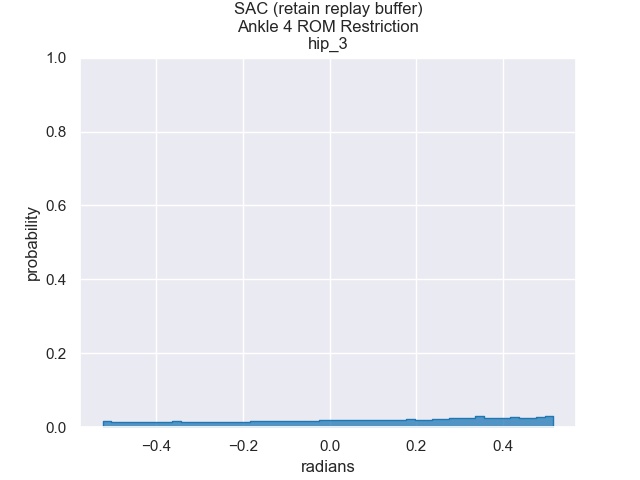 SAC (retain replay buffer)
Ankle 4 ROM Restriction
hip_3
1.0
0.8
0.6
0.4
0.2
0.0
probability
−0.4 −0.2 0.0 0.2 0.4
radians